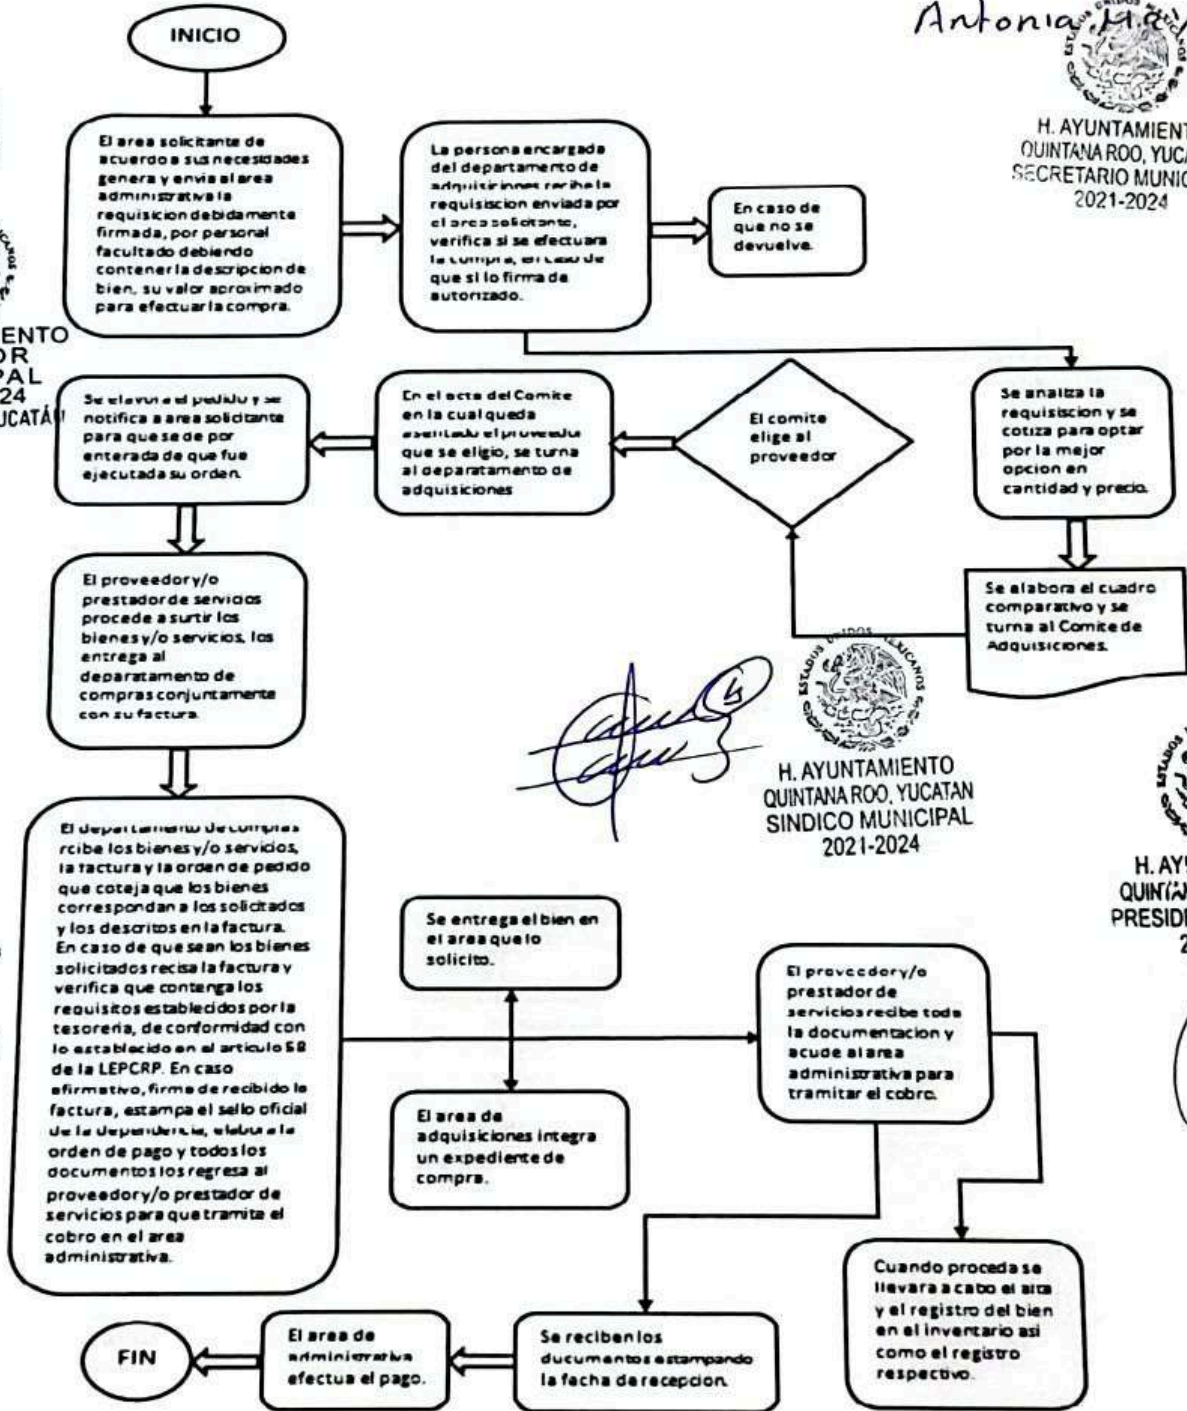 Antonia
INICIO
H. AYUNTAMIENT
QUINTANA ROO, YUCA
SECRETARIO MUNIC
2021-2024
El area solicitante de
acuerdo a sus necesidades
genera y envia al area
administrativa la
requisicion debidamente
firmada, por personal
facultado debiendo
contener la descripcion de
bien, su valor aproximado
para efectuar la compra.
La persona encargada
del departamento de
adquisiciones recibe la
requisiscion enviada por
el area solicitante,
verifica si se efectuara
la compra, en caso de
que si lo firma de
autorizado.
En caso de
que no se
devuelve.
ENTO
OR
PAL
24
UCATÁN
Se elavora el pedido y se
notifica a area solicitante
para que se de por
enterada de que fue
ejecutada su orden.
En el acta del Comite
en la cual queda
asentado el proveedor
que se eligio, se turna
al deparatamento de
adquisiciones
El comite
elige al
proveedor
Se analiza la
requisiscion y se
cotiza para optar
por la mejor
opcion en
cantidad y precio.
El proveedor y/o
prestador de servicios
procede a surtir los
bienes y/o servicios, los
entrega al
deparatamento de
compras conjuntamente
con su factura.
Se elabora el cuadro
comparativo y se
turna al Comite de
Adquisiciones.
ESTADOS UNIDOS MEXICANOS
H. AYUNTAMIENTO
QUINTANA ROO, YUCATAN
SINDICO MUNICIPAL
2021-2024
ESTADOS
H. AY
QUINTAN
PRESID
2
El departamento de compras
rcibe los bienes y/o servicios,
la factura y la orden de pedido
que coteja que los bienes
correspondan a los solicitados
y los descritos en la factura.
En caso de que sean los bienes
solicitados recisa la factura y
verifica que contenga los
requisitos establecidos por la
tesoreria, de conformidad con
lo establecido en el articulo 58
de la LEPCRP. En caso
afirmativo, firma de recibido la
factura, estampa el sello oficial
de la dependencia, elabora la
orden de pago y todos los
documentos los regresa al
proveedor y/o prestador de
servicios para que tramite el
cobro en el area
administrativa.
Se entrega el bien en
el area que lo
solicito.
El area de
adquisiciones integra
un expediente de
compra.
El proveedor y/o
prestador de
servicios recibe toda
la documentacion y
acude al area
administrativa para
tramitar el cobro.
Cuando proceda se
llevara a cabo el alta
y el registro del bien
en el inventario asi
como el registro
respectivo.
Se reciben los
ducumentos estampando
la facha de recepcion.
El area de
administrativa
efectua el pago.
FIN